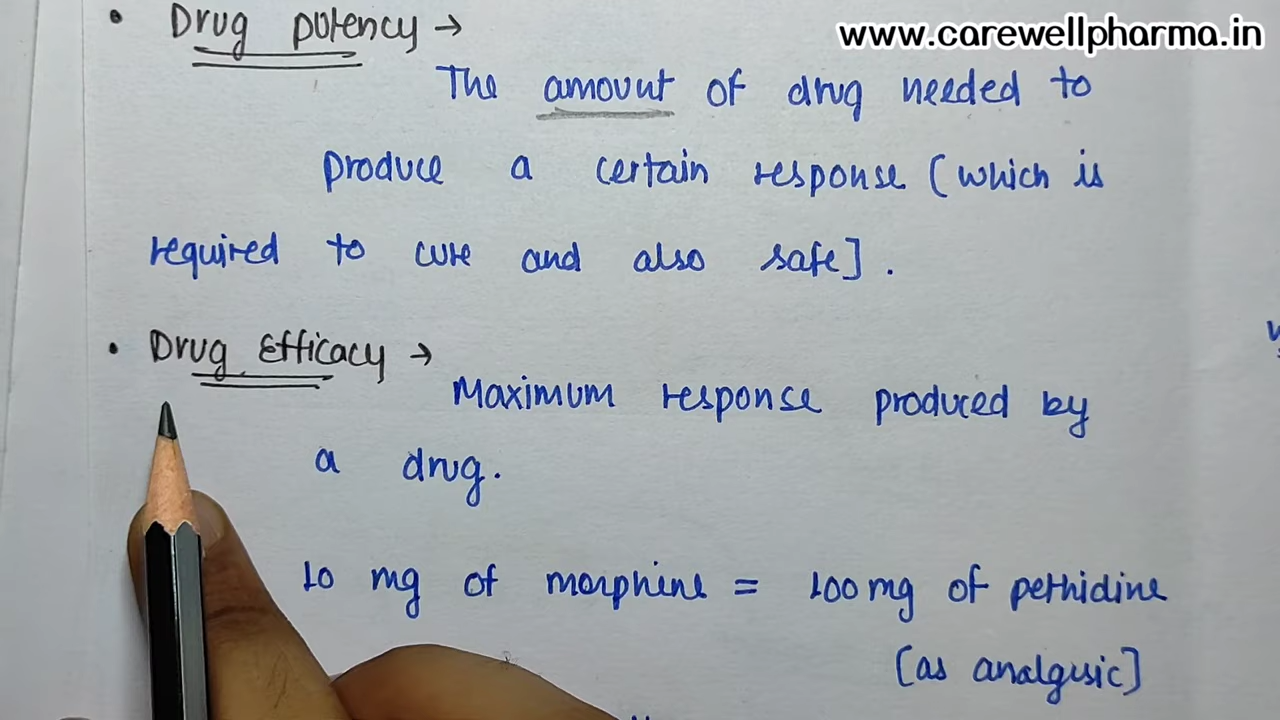 www.carewellpharma.in
• Drug potency →
The amount of drug needed to
produce a certain response (which is
required to cure and also safe].
• Drug Efficacy →
Maximum response produced by
a drug.
10 mg of morphine = 100 mg of pethidine
[as analgesic]